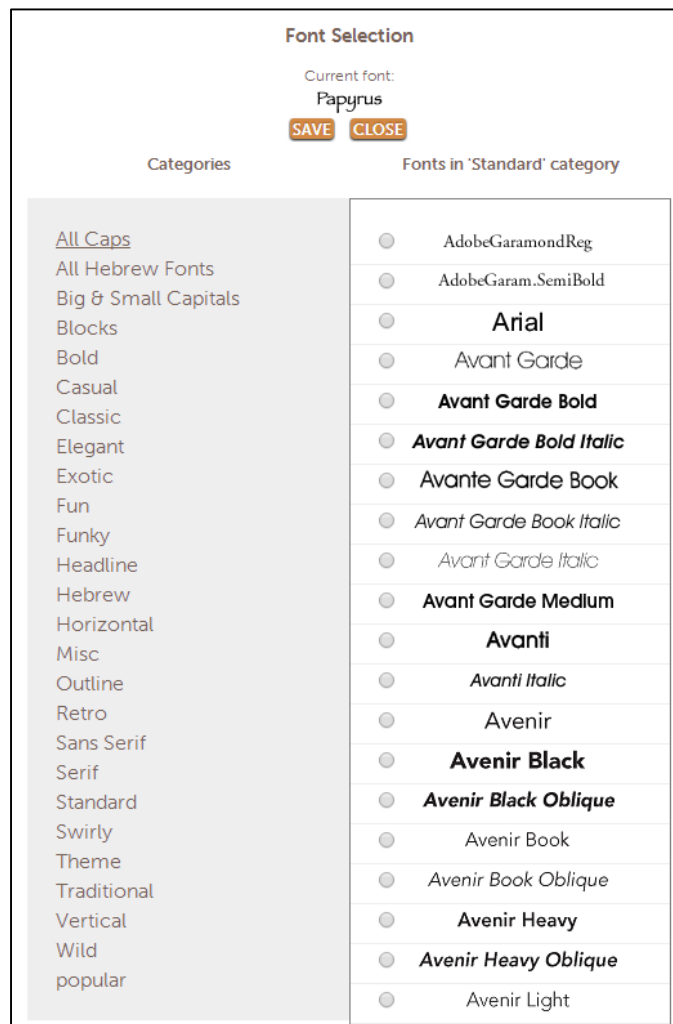 Font Selection
Current font:
Papyrus
SAVE CLOSE
Categories
Fonts in 'Standard' category
All Caps
All Hebrew Fonts
Big & Small Capitals
Blocks
Bold
Casual
Classic
Elegant
Exotic
Fun
Funky
Headline
Hebrew
Horizontal
Misc
Outline
Retro
Sans Serif
Serif
Standard
Swirly
Theme
Traditional
Vertical
Wild
popular
AdobeGaramondReg
AdobeGaram.SemiBold
Arial
Avant Garde
Avant Garde Bold
Avant Garde Bold Italic
Avante Garde Book
Avant Garde Book Italic
Avant Garde Italic
Avant Garde Medium
Avanti
Avanti Italic
Avenir
Avenir Black
Avenir Black Oblique
Avenir Book
Avenir Book Oblique
Avenir Heavy
Avenir Heavy Oblique
Avenir Light